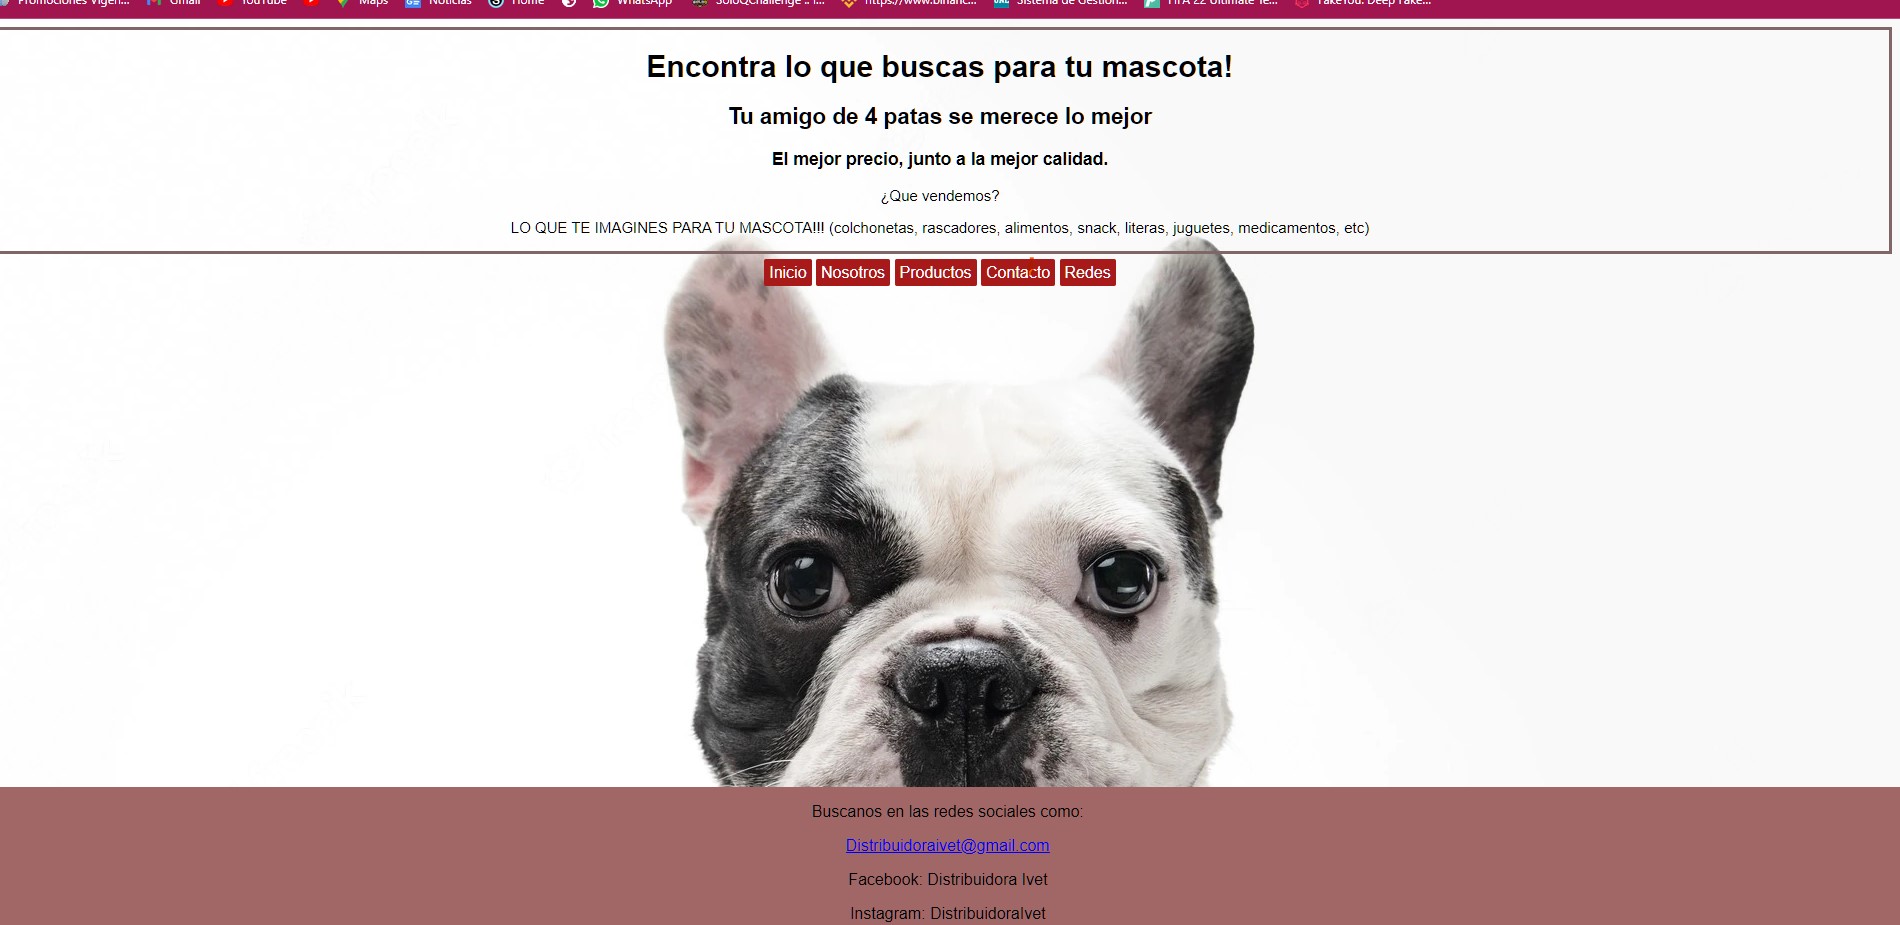 Promociones Vigen... Gmail YouTube Maps Noticias Home WhatsApp SoloQChallenge :: I... https://www.binanc... Sistema de Gestion... FIFA 22 Ultimate Te... FakeYou. Deep Fake...
Encontra lo que buscas para tu mascota!
Tu amigo de 4 patas se merece lo mejor
El mejor precio, junto a la mejor calidad.
¿Que vendemos?
LO QUE TE IMAGINES PARA TU MASCOTA!!! (colchonetas, rascadores, alimentos, snack, literas, juguetes, medicamentos, etc)
Inicio Nosotros Productos Contacto Redes
Buscanos en las redes sociales como:
Distribuidoraivet@gmail.com
Facebook: Distribuidora Ivet
Instagram: DistribuidoraIvet